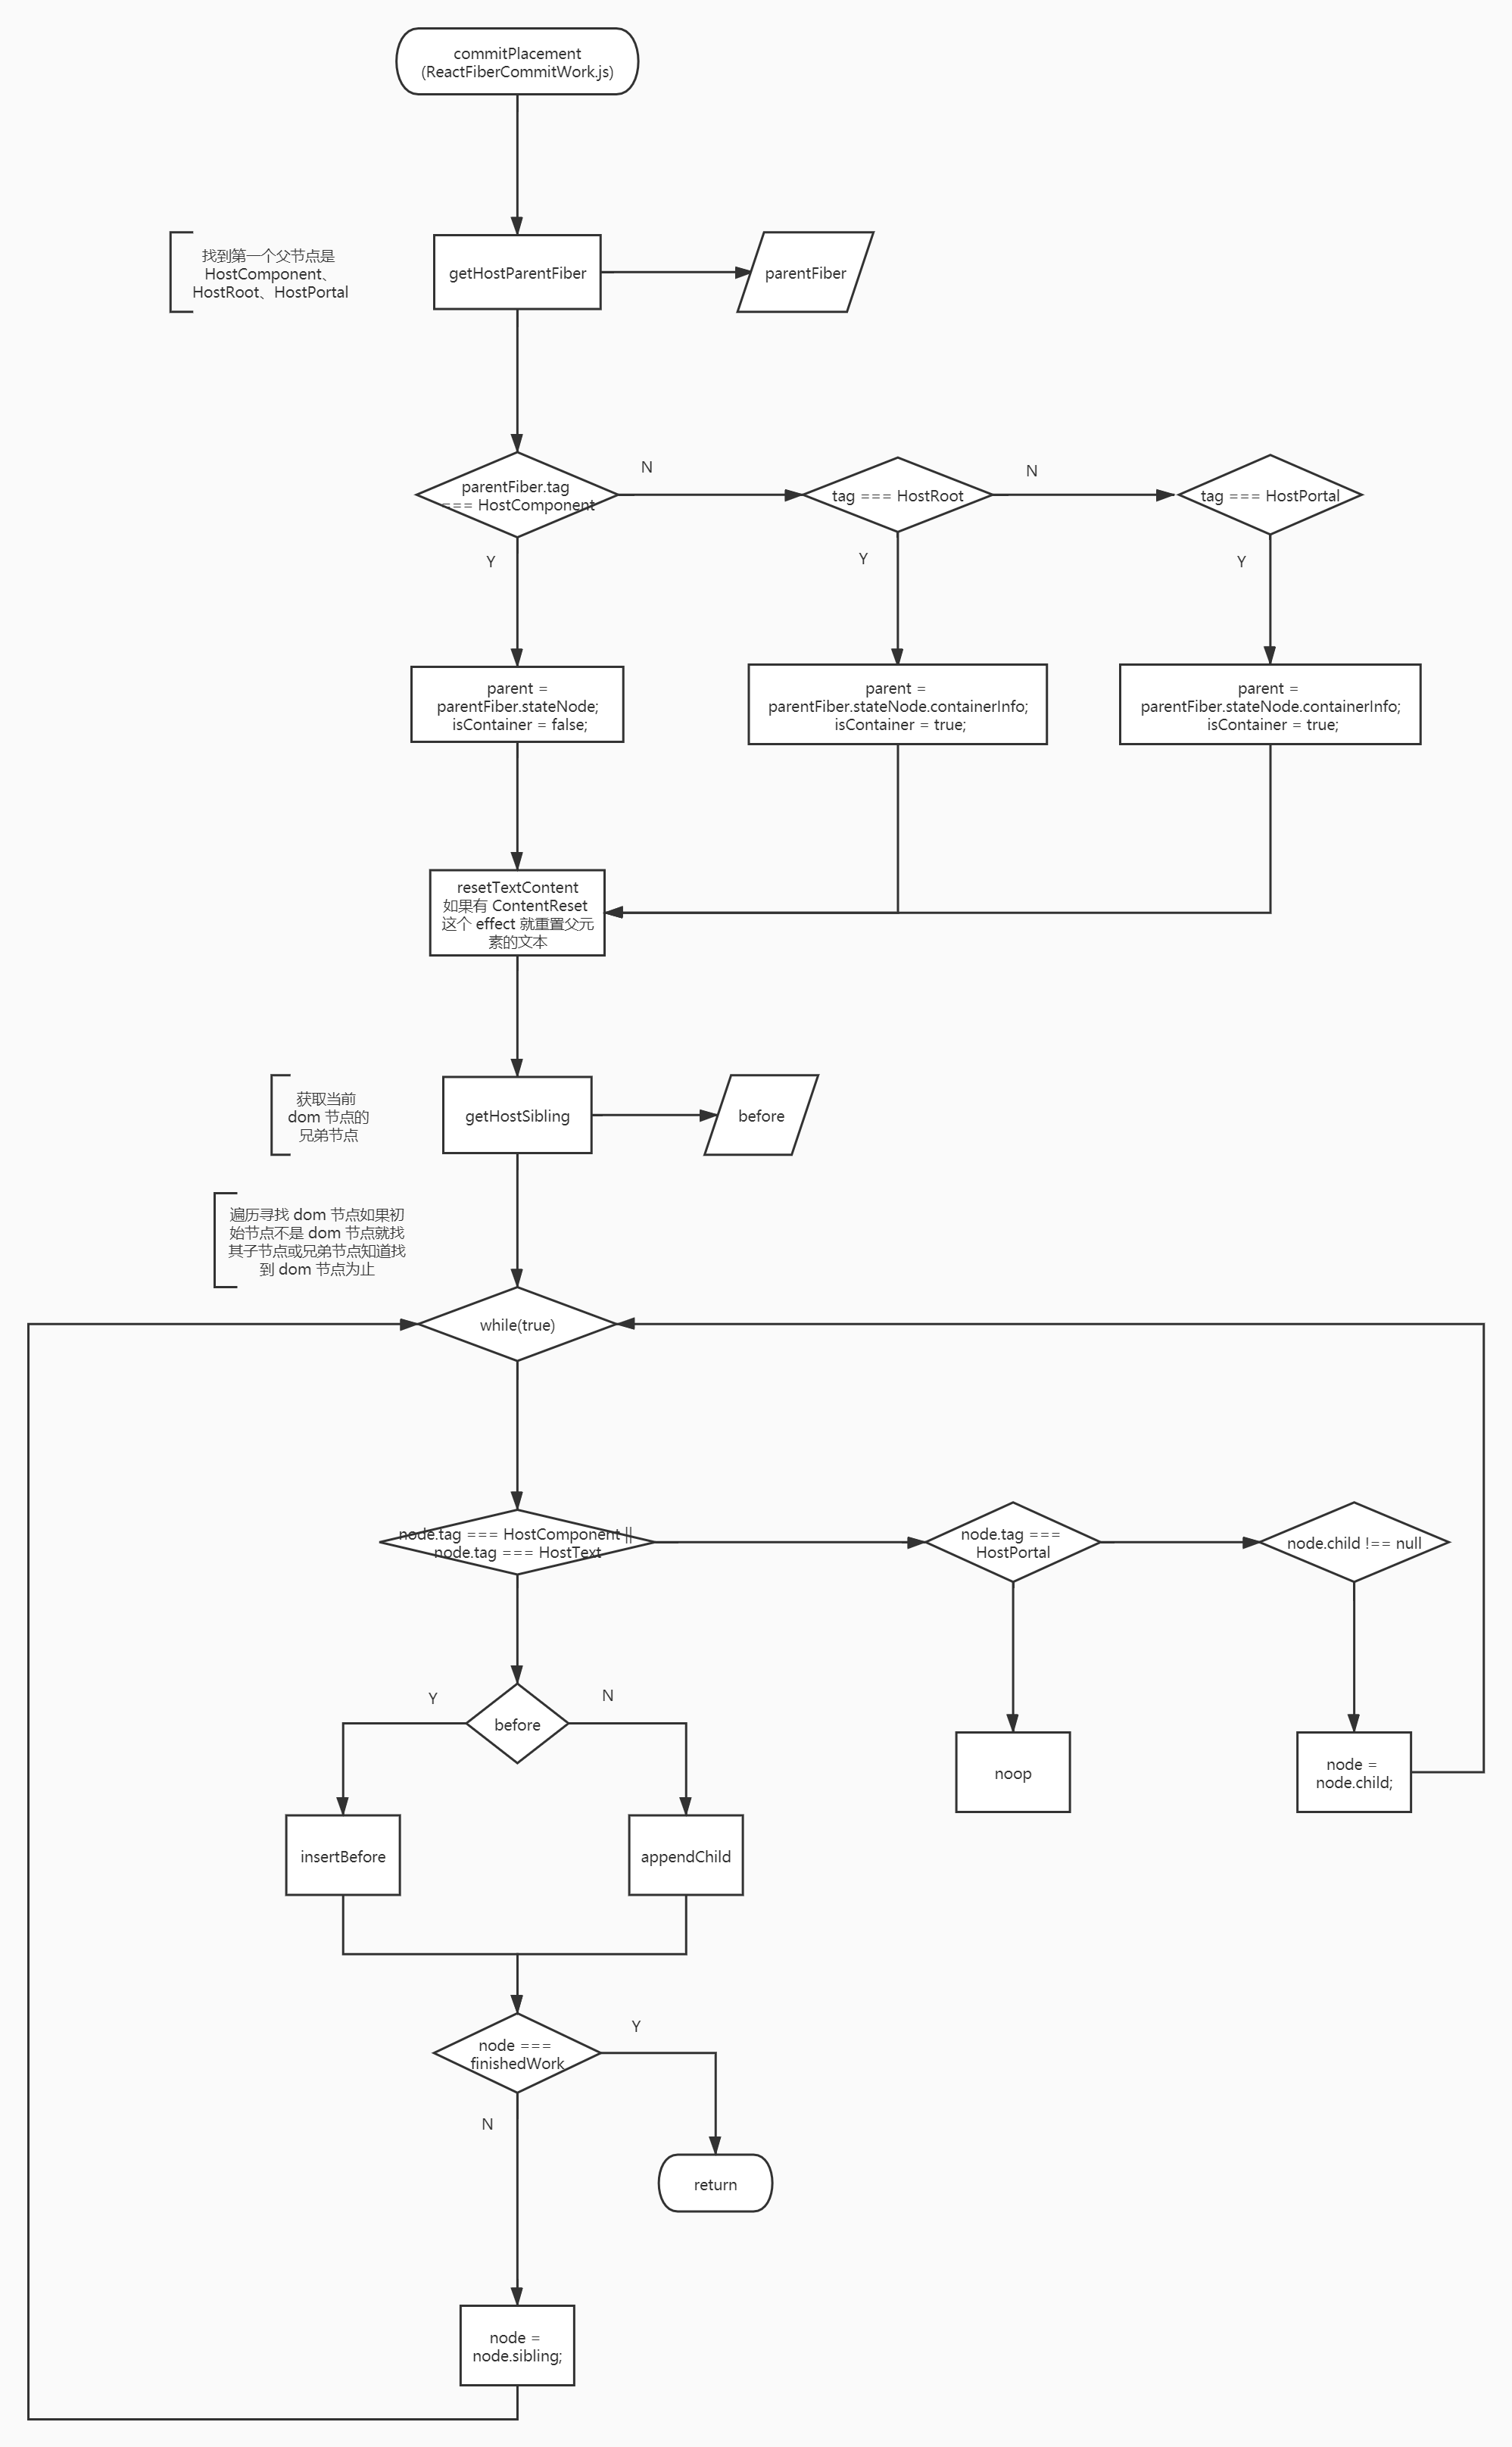 commitPlacement
(ReactFiberCommitWork.js)
找到第一个父节点是
HostComponent、
HostRoot、HostPortal
getHostParentFiber
parentFiber
parentFiber.tag
=== HostComponent
N
tag === HostRoot
N
tag === HostPortal
Y
Y
Y
parent =
parentFiber.stateNode;
isContainer = false;
parent =
parentFiber.stateNode.containerInfo;
isContainer = true;
parent =
parentFiber.stateNode.containerInfo;
isContainer = true;
resetTextContent
如果有 ContentReset
这个 effect 就重置父元
素的文本
获取当前
dom 节点的
兄弟节点
getHostSibling
before
遍历寻找 dom 节点如果初
始节点不是 dom 节点就找
其子节点或兄弟节点知道找
到 dom 节点为止
while(true)
node.tag === HostComponent ||
node.tag === HostText
node.tag ===
HostPortal
node.child !== null
Y
before
N
noop
node =
node.child;
insertBefore
appendChild
node ===
finishedWork
Y
N
return
node =
node.sibling;